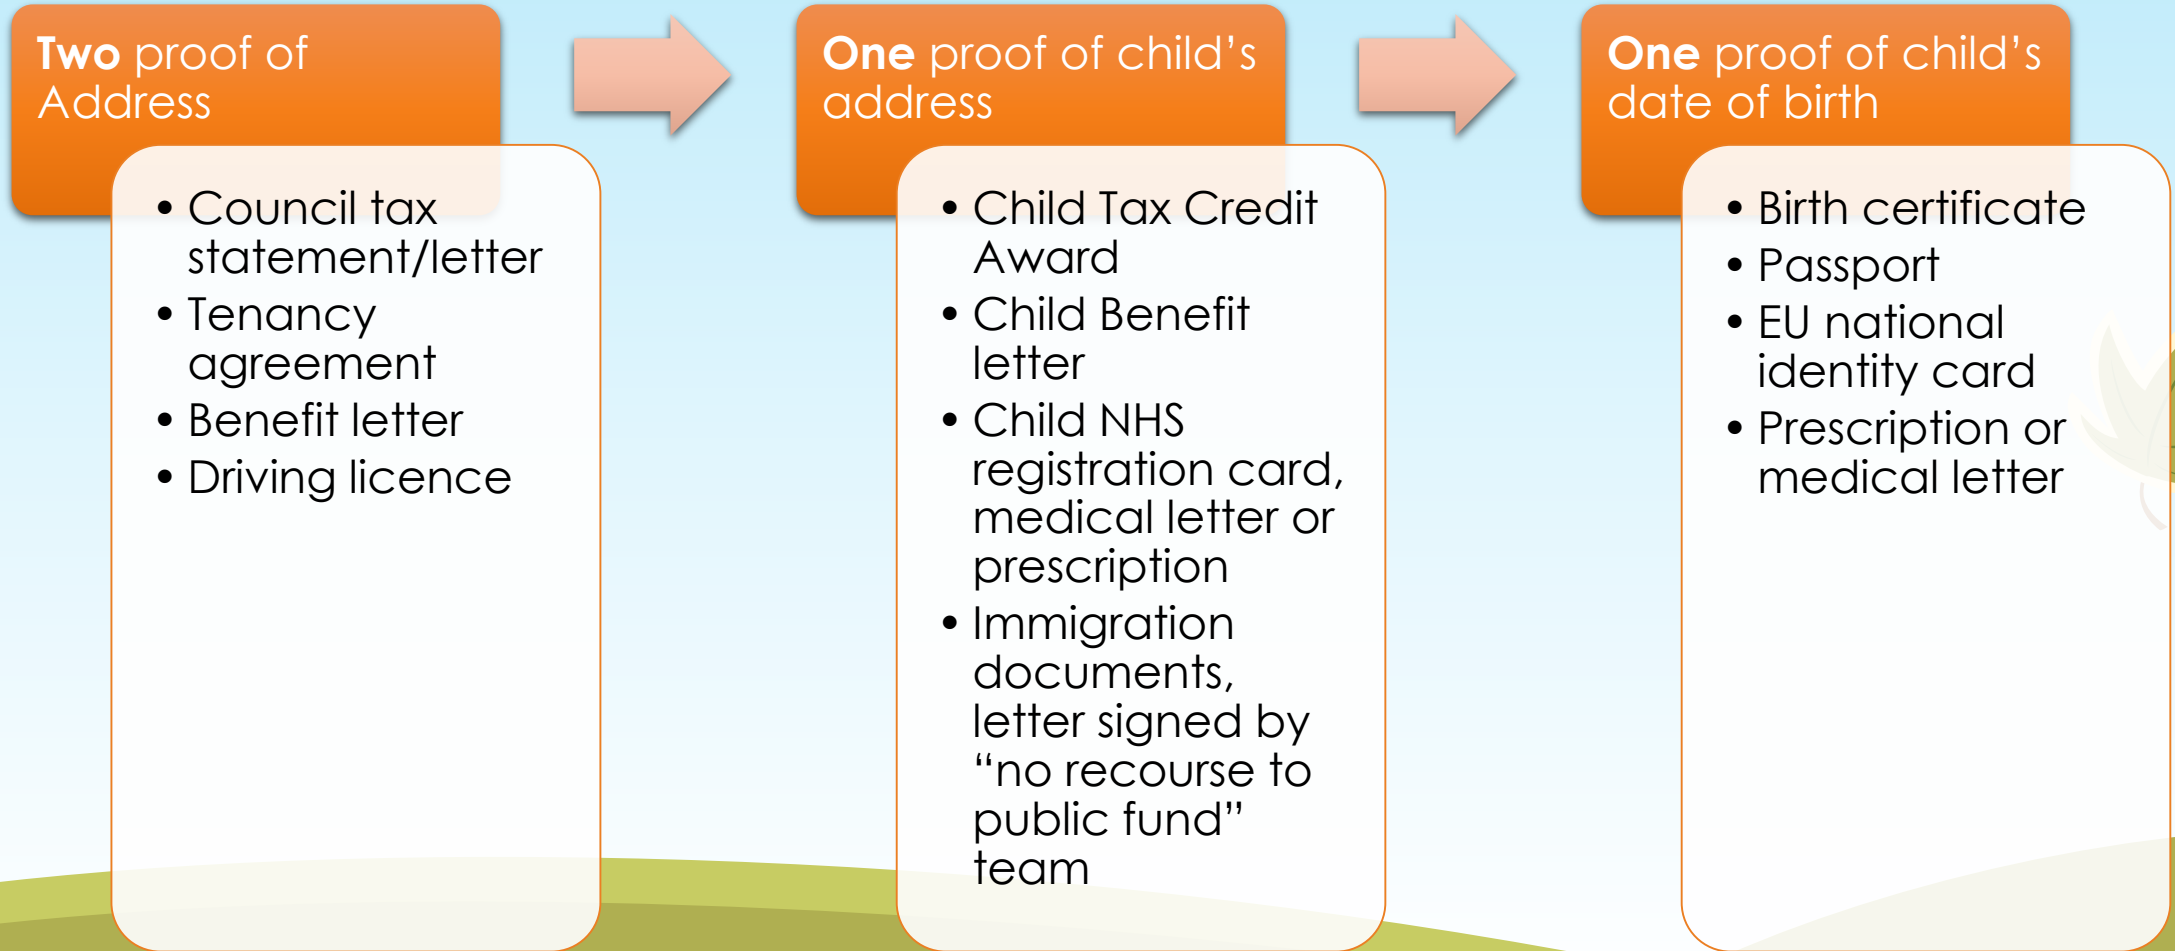 Two proof of
Address
• Council tax
statement/letter
• Tenancy
agreement
• Benefit letter
• Driving licence
One proof of child’s
address
• Child Tax Credit
Award
• Child Benefit
letter
• Child NHS
registration card,
medical letter or
prescription
• Immigration
documents,
letter signed by
“no recourse to
public fund”
team
One proof of child’s
date of birth
• Birth certificate
• Passport
• EU national
identity card
• Prescription or
medical letter